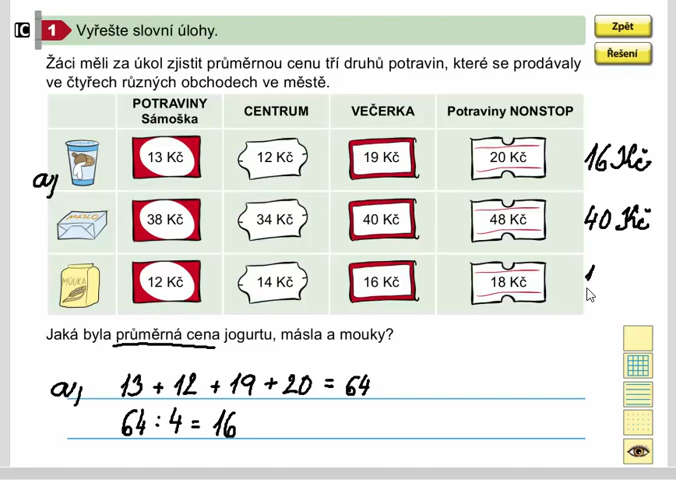 IC 1 Vyřešte slovní úlohy.
Zpět
Řešení
Žáci měli za úkol zjistit průměrnou cenu tří druhů potravin, které se prodávaly
ve čtyřech různých obchodech ve městě.
POTRAVINY Sámoška CENTRUM VEČERKA Potraviny NONSTOP
a) 13 Kč 12 Kč 19 Kč 20 Kč 16 Kč
MÁSLO 38 Kč 34 Kč 40 Kč 48 Kč 40 Kč
MOUKA 12 Kč 14 Kč 16 Kč 18 Kč
Jaká byla průměrná cena jogurtu, másla a mouky?
a) 13 + 12 + 19 + 20 = 64
64 : 4 = 16